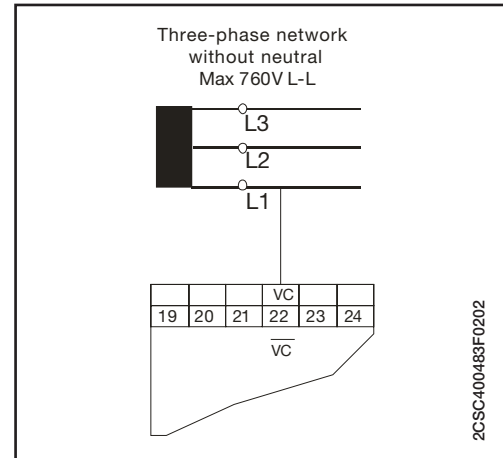 Three-phase network
without neutral
Max 760V L-L
L3
L2
L1
VC
19 20 21 22 23 24
VC
2CSC400483F0202